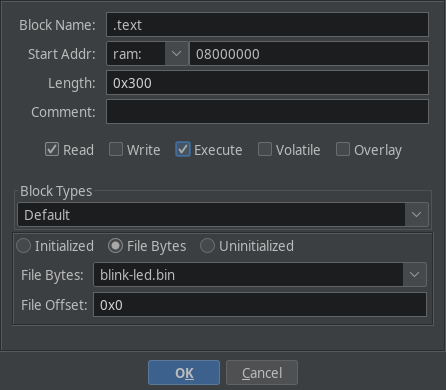 Block Name: .text
Start Addr: ram: 08000000
Length: 0x300
Comment:
Read Write Execute Volatile Overlay
Block Types
Default
Initialized File Bytes Uninitialized
File Bytes: blink-led.bin
File Offset: 0x0
OK Cancel